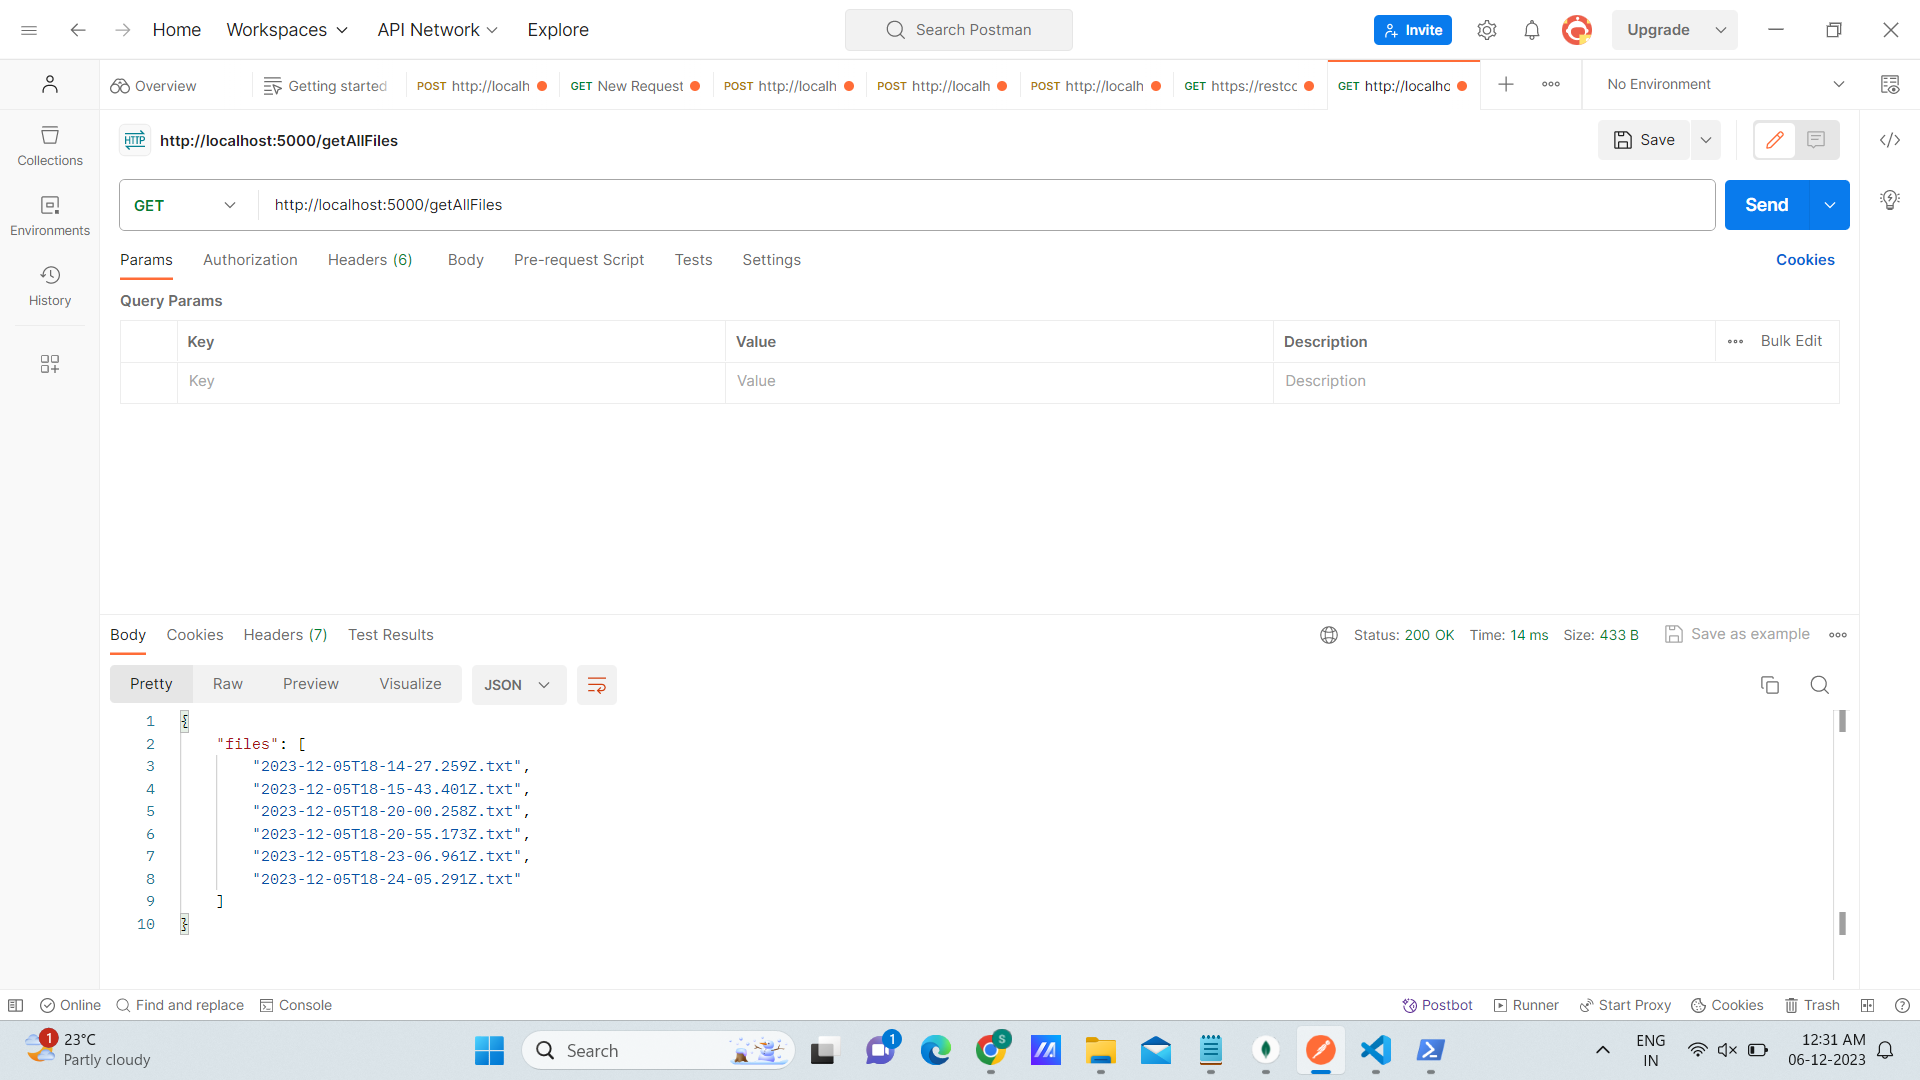 Home Workspaces API Network Explore Search Postman Invite Upgrade
Overview Getting started POST http://localh GET New Request POST http://localh POST http://localh POST http://localh GET https://restcc GET http://localhc No Environment
HTTP http://localhost:5000/getAllFiles Save
Collections
GET http://localhost:5000/getAllFiles Send
Environments
Params Authorization Headers (6) Body Pre-request Script Tests Settings Cookies
History
Query Params
Key Value Description Bulk Edit
Key Value Description
Body Cookies Headers (7) Test Results Status: 200 OK Time: 14 ms Size: 433 B Save as example
Pretty Raw Preview Visualize JSON
1 {
2 "files": [
3 "2023-12-05T18-14-27.259Z.txt",
4 "2023-12-05T18-15-43.401Z.txt",
5 "2023-12-05T18-20-00.258Z.txt",
6 "2023-12-05T18-20-55.173Z.txt",
7 "2023-12-05T18-23-06.961Z.txt",
8 "2023-12-05T18-24-05.291Z.txt"
9 ]
10 }
Online Find and replace Console Postbot Runner Start Proxy Cookies Trash
1 23°C Search 1 S ENG 12:31 AM
Partly cloudy IN 06-12-2023